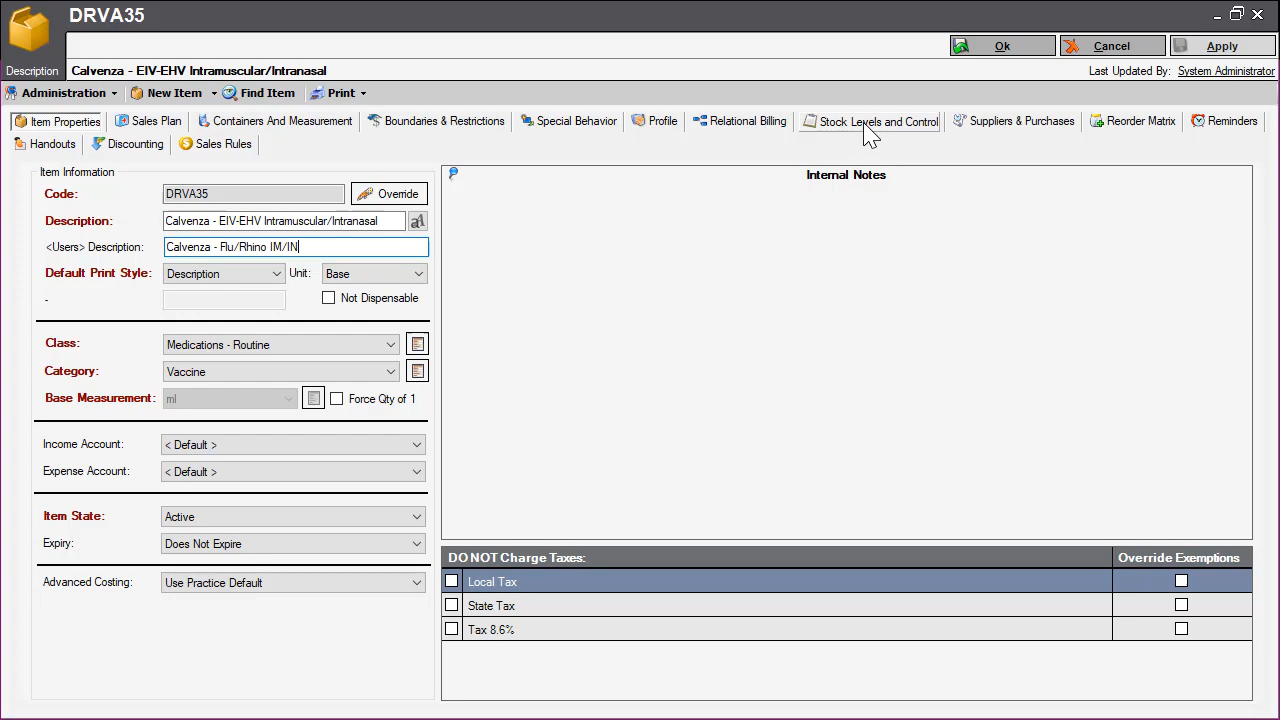 DRVA35
Ok
Cancel
Apply
Description
Calvenza - EIV-EHV Intramuscular/Intranasal
Last Updated By: System Administrator
Administration
New Item
Find Item
Print
Item Properties
Sales Plan
Containers And Measurement
Boundaries & Restrictions
Special Behavior
Profile
Relational Billing
Stock Levels and Control
Suppliers & Purchases
Reorder Matrix
Reminders
Handouts
Discounting
Sales Rules
Item Information
Code: DRVA35 Override
Description: Calvenza - EIV-EHV Intramuscular/Intranasal
<Users> Description: Calvenza - Flu/Rhino IM/IN
Default Print Style: Description Unit: Base
- Not Dispensable
Class: Medications - Routine
Category: Vaccine
Base Measurement: ml Force Qty of 1
Income Account: < Default >
Expense Account: < Default >
Item State: Active
Expiry: Does Not Expire
Advanced Costing: Use Practice Default
Internal Notes
DO NOT Charge Taxes: Override Exemptions
Local Tax
State Tax
Tax 8.6%